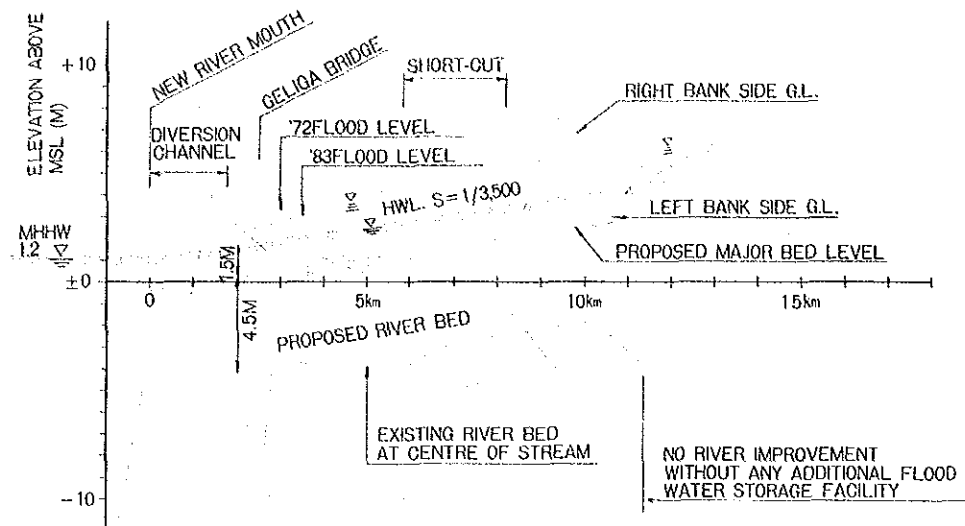 ELEVATION ABOVE
MSL (M)
+10
NEW RIVER MOUTH
GELIGA BRIDGE
SHORT-CUT
DIVERSION
CHANNEL
'72FLOOD LEVEL
'83FLOOD LEVEL
RIGHT BANK SIDE G.L.
HWL. S=1/3,500
LEFT BANK SIDE G.L.
PROPOSED MAJOR BED LEVEL
MHHW
1.2
±0
1.5M
0
5km
10km
15km
4.5M
PROPOSED RIVER BED
EXISTING RIVER BED
AT CENTRE OF STREAM
NO RIVER IMPROVEMENT
WITHOUT ANY ADDITIONAL FLOOD
WATER STORAGE FACILITY
-10